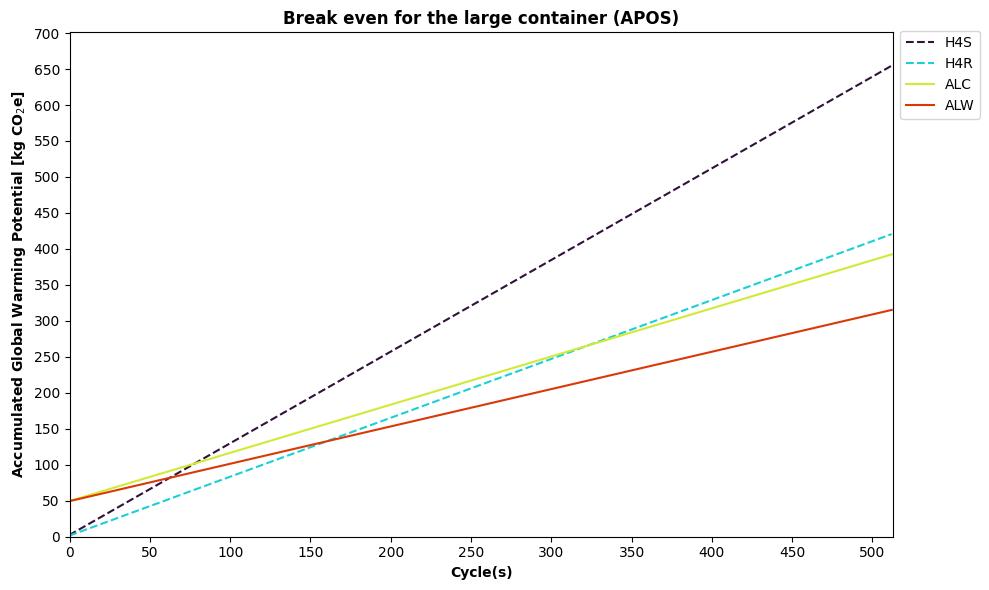 Break even for the large container (APOS)
700
650
600
550
500
450
400
350
300
250
200
150
100
50
0
Accumulated Global Warming Potential [kg CO₂e]
0 50 100 150 200 250 300 350 400 450 500
Cycle(s)
H4S
H4R
ALC
ALW